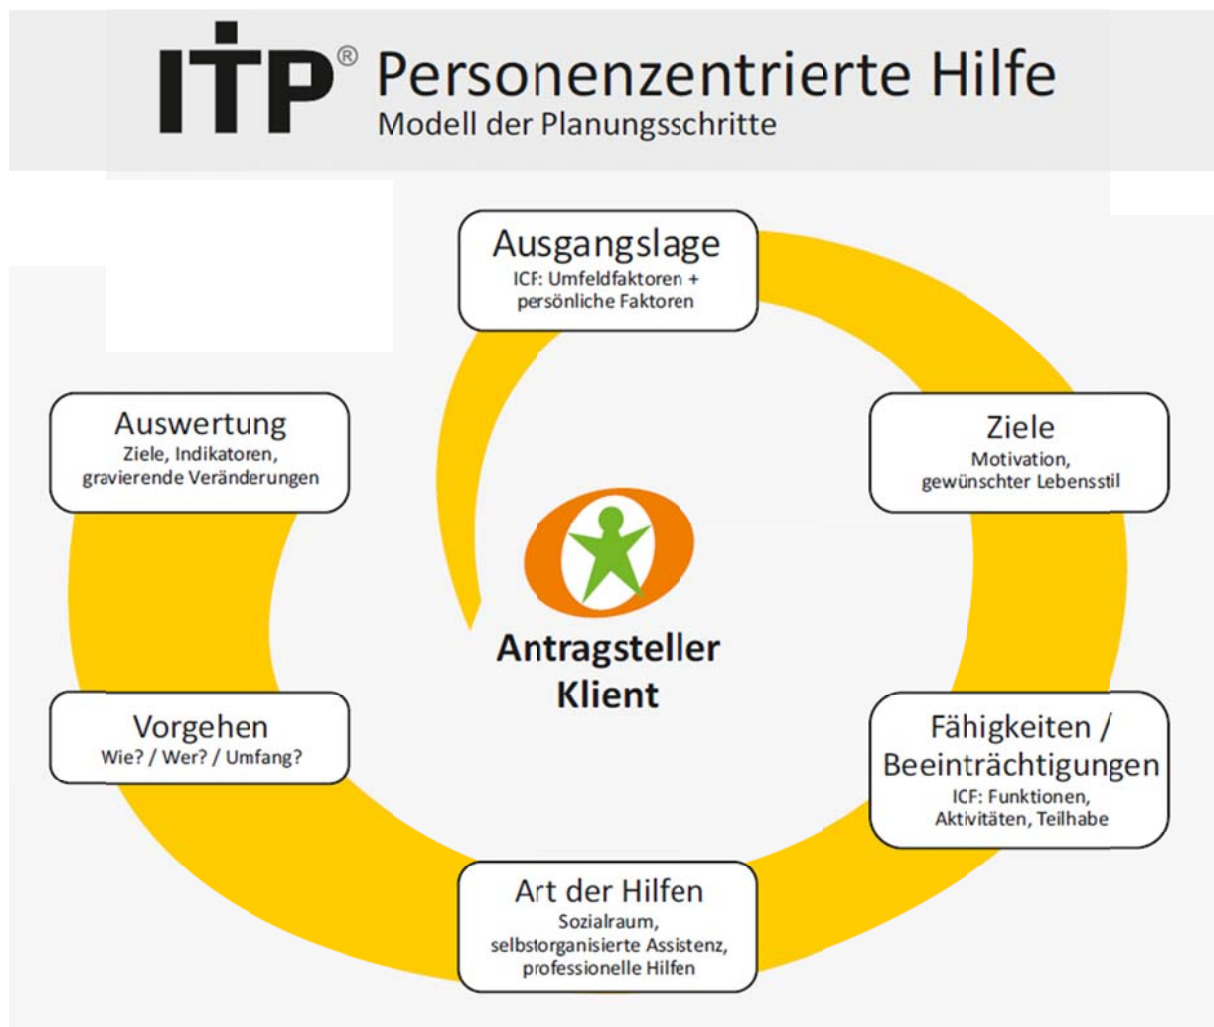 ITP® Personenzentrierte Hilfe
Modell der Planungsschritte
Ausgangslage
ICF: Umfeldfaktoren +
persönliche Faktoren
Ziele
Motivation,
gewünschter Lebensstil
Fähigkeiten /
Beeinträchtigungen
ICF: Funktionen,
Aktivitäten, Teilhabe
Art der Hilfen
Sozialraum,
selbstorganisierte Assistenz,
professionelle Hilfen
Vorgehen
Wie? / Wer? / Umfang?
Auswertung
Ziele, Indikatoren,
gravierende Veränderungen
Antragsteller
Klient